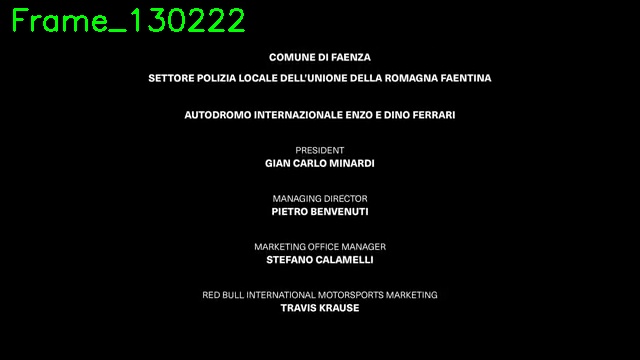 Frame_130222
COMUNE DI FAENZA
SETTORE POLIZIA LOCALE DELL'UNIONE DELLA ROMAGNA FAENTINA
AUTODROMO INTERNAZIONALE ENZO E DINO FERRARI
PRESIDENT
GIAN CARLO MINARDI
MANAGING DIRECTOR
PIETRO BENVENUTI
MARKETING OFFICE MANAGER
STEFANO CALAMELLI
RED BULL INTERNATIONAL MOTORSPORTS MARKETING
TRAVIS KRAUSE